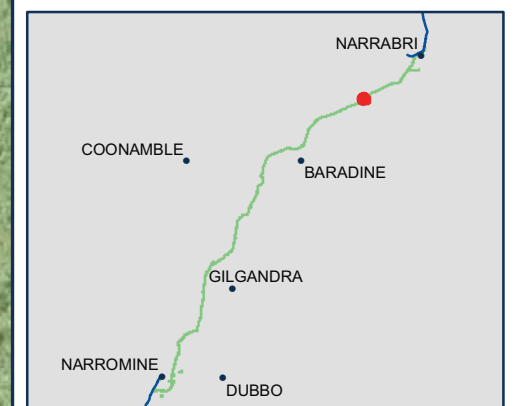 NARRABRI
COONAMBLE
BARADINE
GILGANDRA
NARROMINE
DUBBO